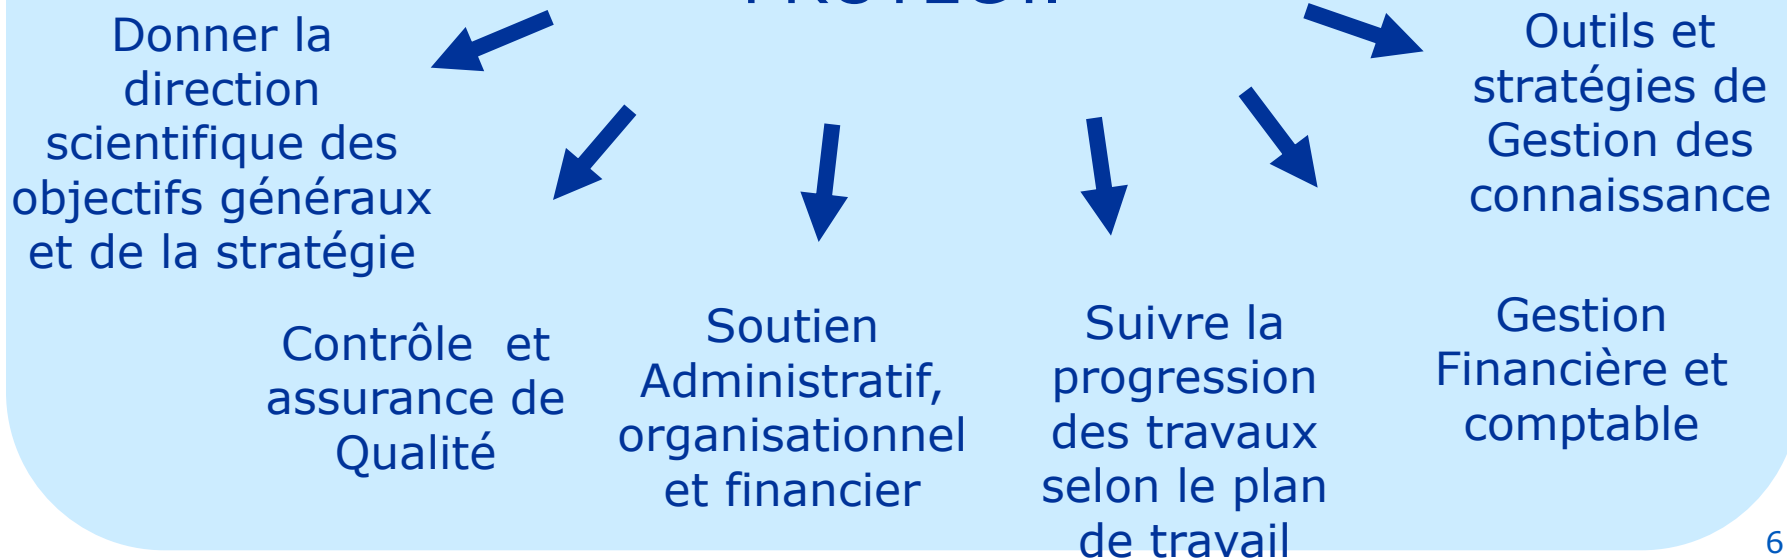 Donner la
direction
scientifique des
objectifs généraux
et de la stratégie
Outils et
stratégies de
Gestion des
connaissance
Contrôle et
assurance de
Qualité
Soutien
Administratif,
organisationnel
et financier
Suivre la
progression
des travaux
selon le plan
de travail
Gestion
Financière et
comptable
6